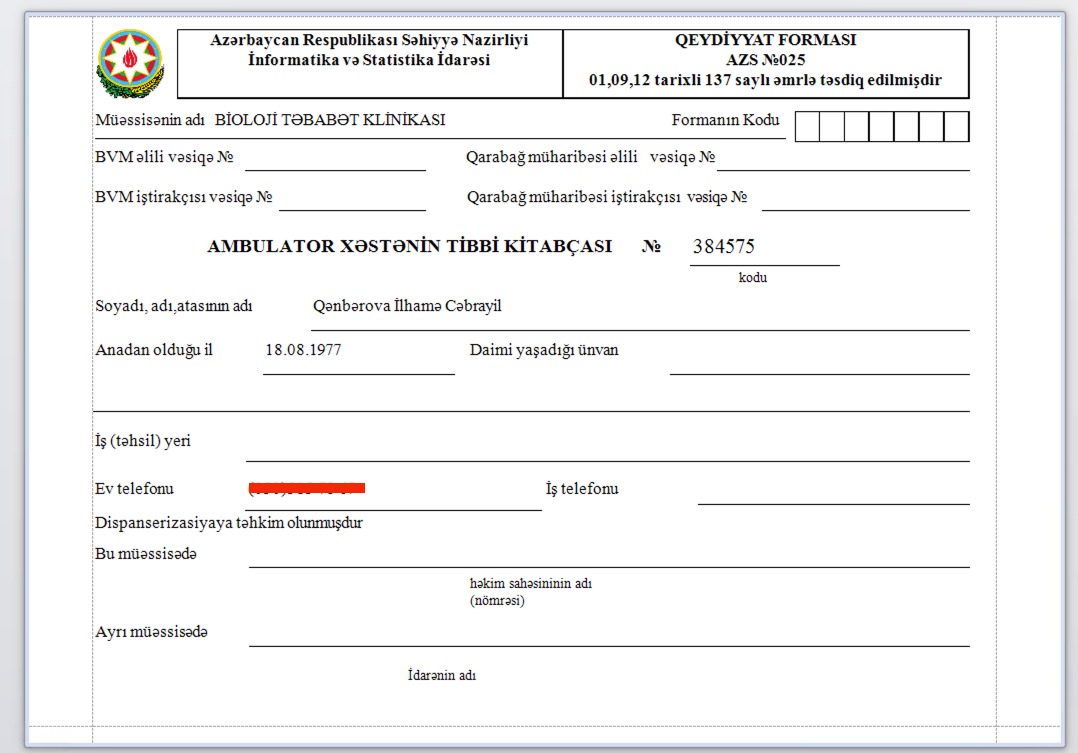 Azərbaycan Respublikası Səhiyyə Nazirliyi
İnformatika və Statistika İdarəsi
QEYDİYYAT FORMASI
AZS №025
01,09,12 tarixli 137 saylı əmrlə təsdiq edilmişdir
Müəssisənin adı BİOLOJİ TƏBABƏT KLİNİKASI Formanın Kodu
BVM əlili vəsiqə № Qarabağ müharibəsi əlili vəsiqə №
BVM iştirakçısı vəsiqə № Qarabağ müharibəsi iştirakçısı vəsiqə №
AMBULATOR XƏSTƏNİN TİBBİ KİTABÇASI № 384575
kodu
Soyadı, adı,atasının adı Qənbərova İlhamə Cəbrayil
Anadan olduğu il 18.08.1977 Daimi yaşadığı ünvan
İş (təhsil) yeri
Ev telefonu İş telefonu
Dispanserizasiyaya təhkim olunmuşdur
Bu müəssisədə
həkim sahəsininin adı
(nömrəsi)
Ayrı müəssisədə
İdarənin adı